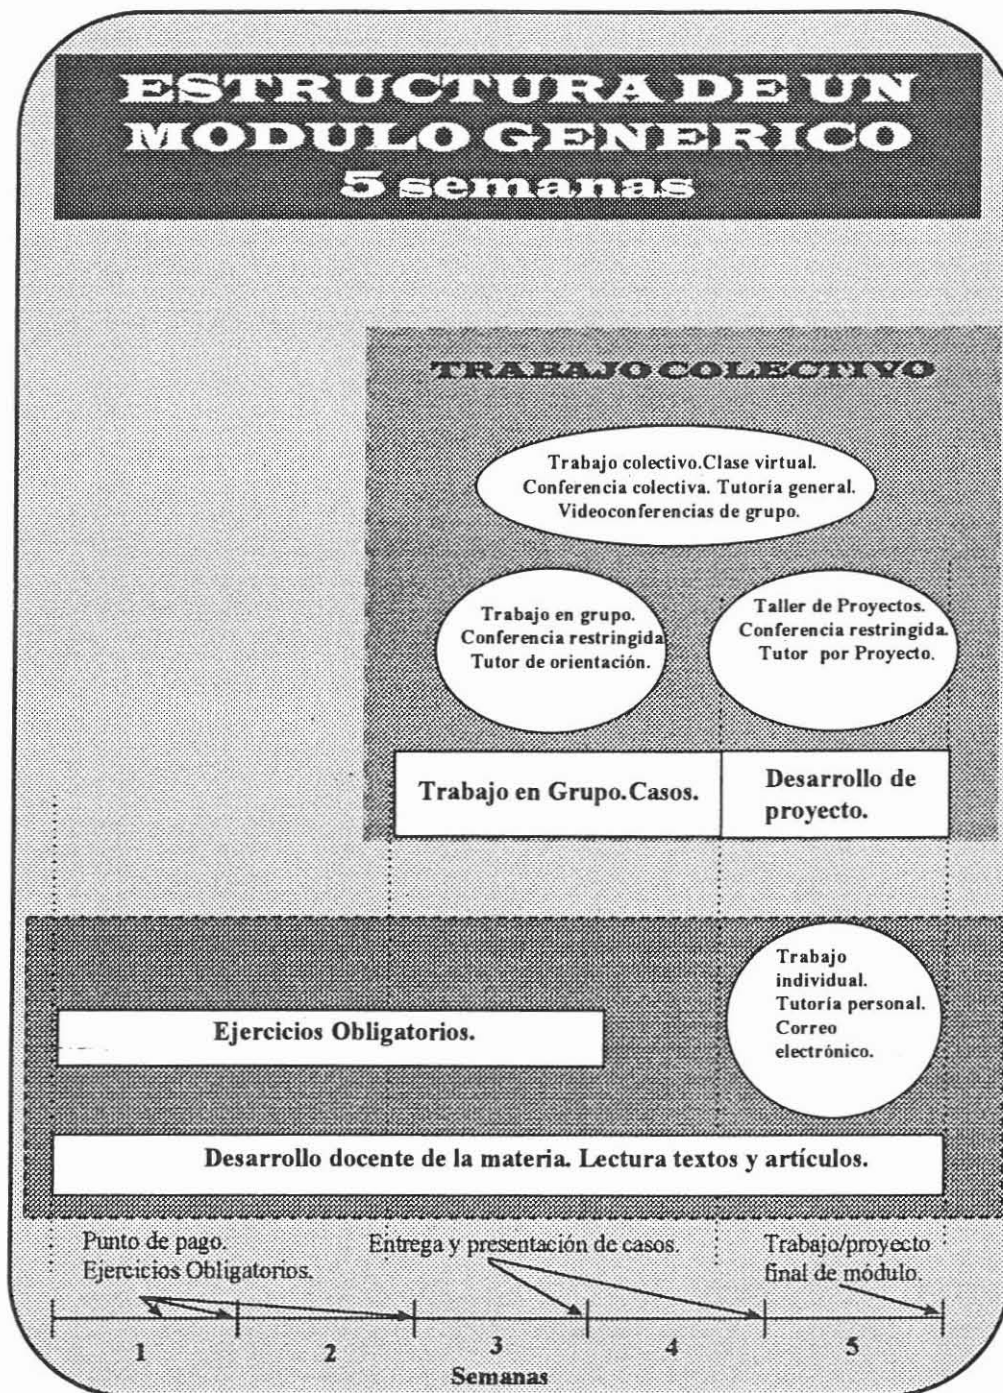 ESTRUCTURA DE UN
MODULO GENERICO
5 semanas
TRABAJO COLECTIVO
Trabajo colectivo.Clase virtual.
Conferencia colectiva. Tutoría general.
Videoconferencias de grupo.
Trabajo en grupo.
Conferencia restringida
Tutor de orientación.
Taller de Proyectos.
Conferencia restringida.
Tutor por Proyecto.
Trabajo en Grupo.Casos.
Desarrollo de
proyecto.
Trabajo
individual.
Tutoría personal.
Correo
electrónico.
Ejercicios Obligatorios.
Desarrollo docente de la materia. Lectura textos y artículos.
Punto de pago.
Ejercicios Obligatorios.
Entrega y presentación de casos.
Trabajo/proyecto
final de módulo.
1 2 3 4 5
Semanas